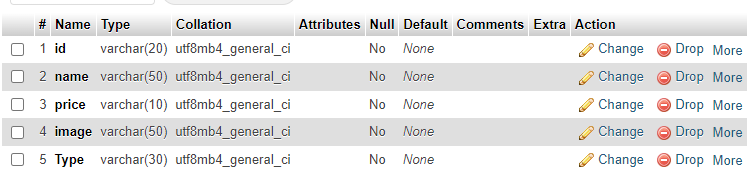 # Name Type Collation Attributes Null Default Comments Extra Action
1 id varchar(20) utf8mb4_general_ci No None Change Drop More
2 name varchar(50) utf8mb4_general_ci No None Change Drop More
3 price varchar(10) utf8mb4_general_ci No None Change Drop More
4 image varchar(50) utf8mb4_general_ci No None Change Drop More
5 Type varchar(30) utf8mb4_general_ci No None Change Drop More